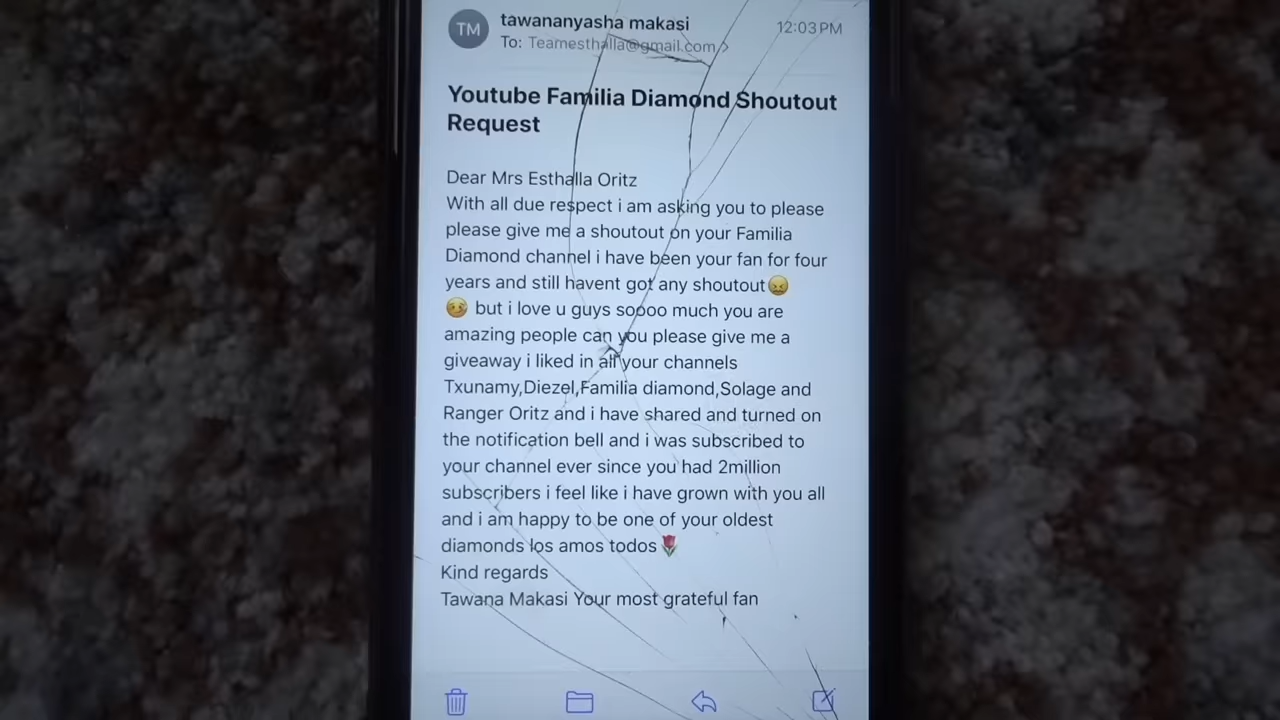 TM
tawananyasha makasi
12:03 PM
To: Teamesthalla@gmail.com >
Youtube Familia Diamond Shoutout
Request
Dear Mrs Esthalla Oritz
With all due respect i am asking you to please
please give me a shoutout on your Familia
Diamond channel i have been your fan for four
years and still havent got any shoutout😖
🤕 but i love u guys soooo much you are
amazing people can you please give me a
giveaway i liked in all your channels
Txunamy,Diezel,Familia diamond,Solage and
Ranger Oritz and i have shared and turned on
the notification bell and i was subscribed to
your channel ever since you had 2million
subscribers i feel like i have grown with you all
and i am happy to be one of your oldest
diamonds los amos todos🌷
Kind regards
Tawana Makasi Your most grateful fan